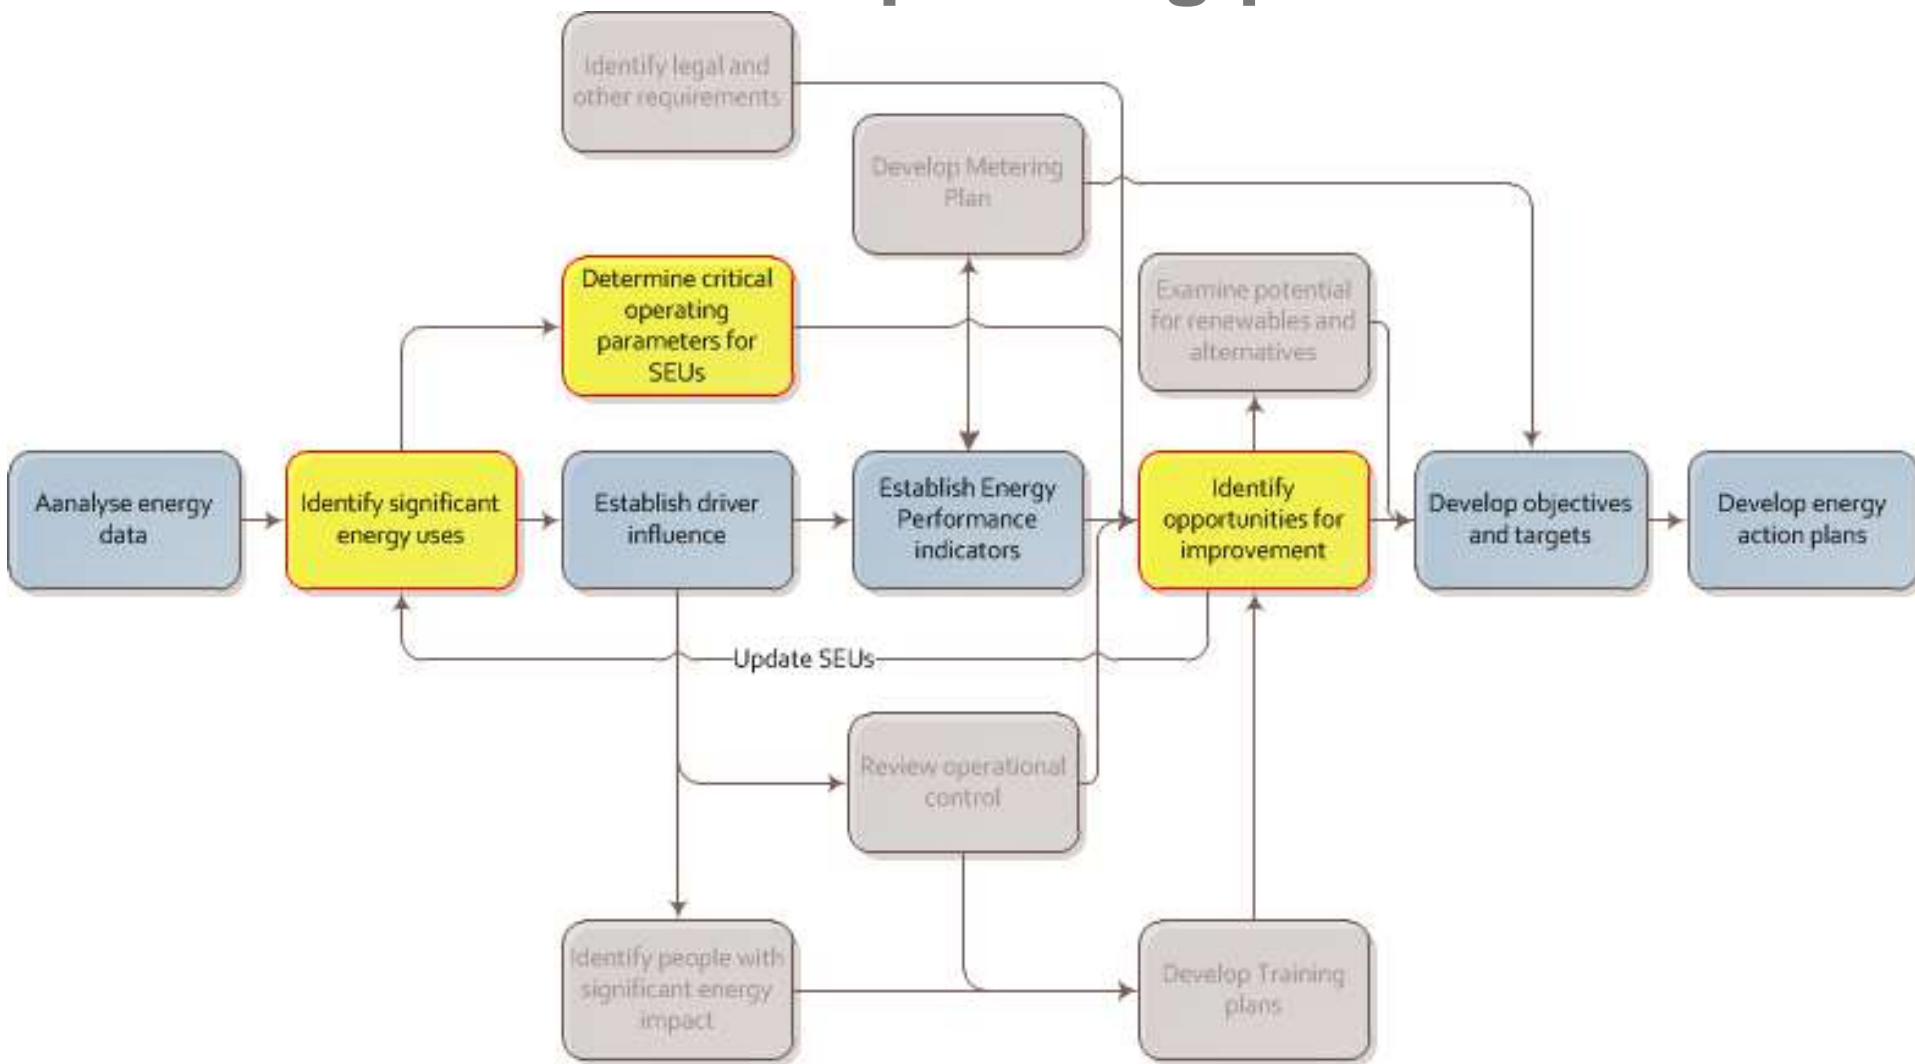 Identify legal and
other requirements
Develop Metering
Plan
Determine critical
operating
parameters for
SEUs
Examine potential
for renewables and
alternatives
Aanalyse energy
data
Identify significant
energy uses
Establish driver
influence
Establish Energy
Performance
indicators
Identify
opportunities for
improvement
Develop objectives
and targets
Develop energy
action plans
Update SEUs
Review operational
control
Identify people with
significant energy
impact
Develop Training
plans